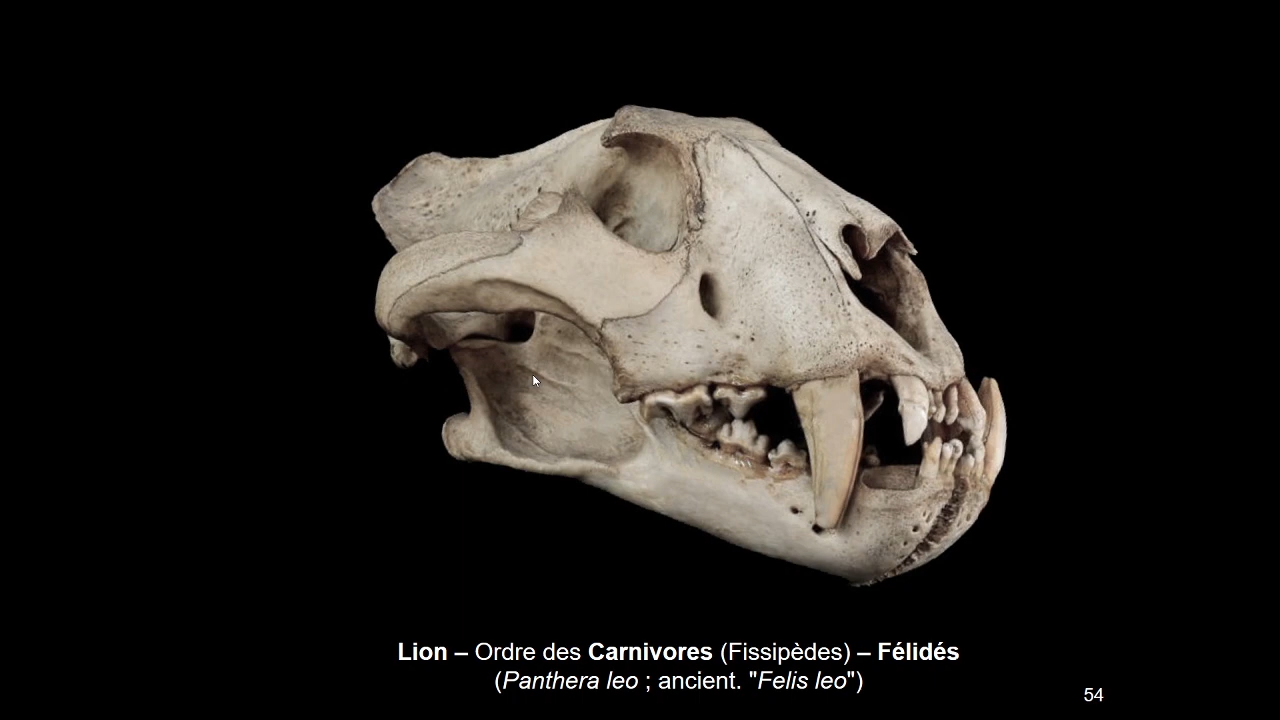 Lion – Ordre des Carnivores (Fissipèdes) – Félidés
(Panthera leo ; ancient. "Felis leo")
54